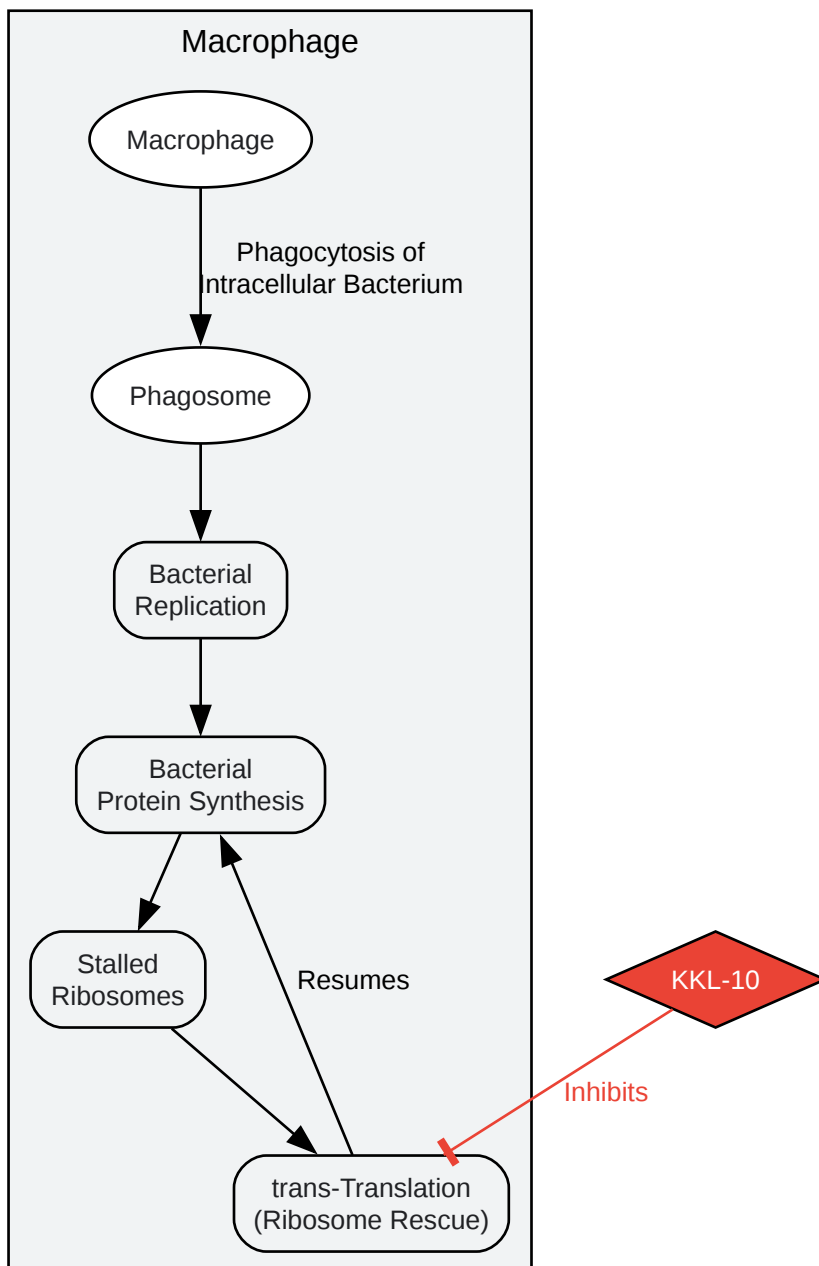 Macrophage
Macrophage
Phagocytosis of
Intracellular Bacterium
Phagosome
Bacterial
Replication
Bacterial
Protein Synthesis
Stalled
Ribosomes
Resumes
KKL-10
Inhibits
trans-Translation
(Ribosome Rescue)